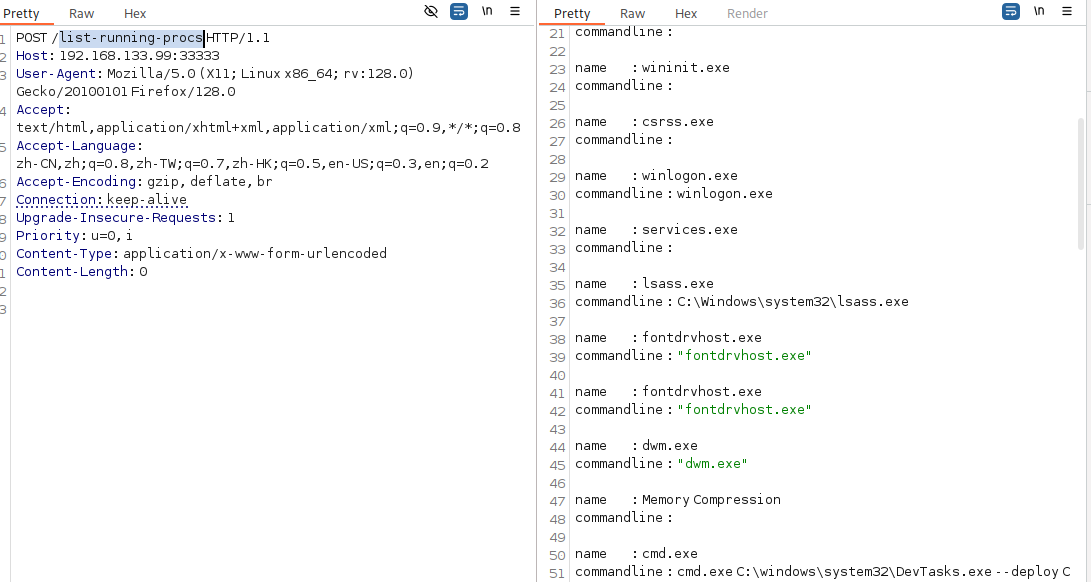 Pretty Raw Hex \n
1 POST /list-running-procs HTTP/1.1
2 Host: 192.168.133.99:33333
3 User-Agent: Mozilla/5.0 (X11; Linux x86_64; rv:128.0)
Gecko/20100101 Firefox/128.0
4 Accept:
text/html,application/xhtml+xml,application/xml;q=0.9,*/*;q=0.8
5 Accept-Language:
zh-CN,zh;q=0.8,zh-TW;q=0.7,zh-HK;q=0.5,en-US;q=0.3,en;q=0.2
6 Accept-Encoding: gzip, deflate, br
7 Connection: keep-alive
8 Upgrade-Insecure-Requests: 1
9 Priority: u=0, i
0 Content-Type: application/x-www-form-urlencoded
1 Content-Length: 0
2
3
Pretty Raw Hex Render \n
21 commandline :
22
23 name : wininit.exe
24 commandline :
25
26 name : csrss.exe
27 commandline :
28
29 name : winlogon.exe
30 commandline : winlogon.exe
31
32 name : services.exe
33 commandline :
34
35 name : lsass.exe
36 commandline : C:\Windows\system32\lsass.exe
37
38 name : fontdrvhost.exe
39 commandline : "fontdrvhost.exe"
40
41 name : fontdrvhost.exe
42 commandline : "fontdrvhost.exe"
43
44 name : dwm.exe
45 commandline : "dwm.exe"
46
47 name : Memory Compression
48 commandline :
49
50 name : cmd.exe
51 commandline : cmd.exe C:\windows\system32\DevTasks.exe --deploy C